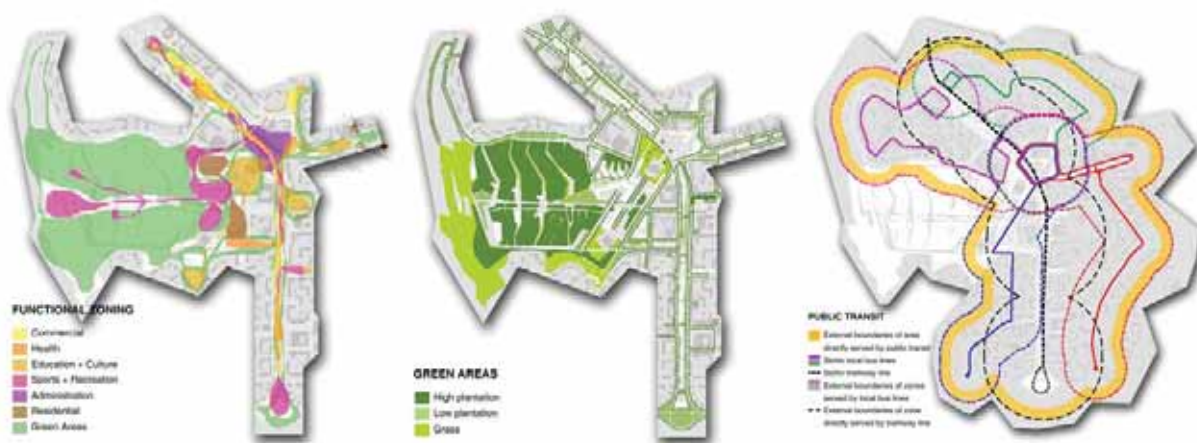 FUNCTIONAL ZONING
Commercial
Health
Education + Culture
Sports + Recreation
Administration
Residential
Green Areas
GREEN AREAS
High plantation
Low plantation
Grass
PUBLIC TRANSIT
External boundaries of area
directly served by public transit
local bus lines
tramway line
External boundaries of zones
served by local bus lines
External boundaries of zone
directly served by tramway line